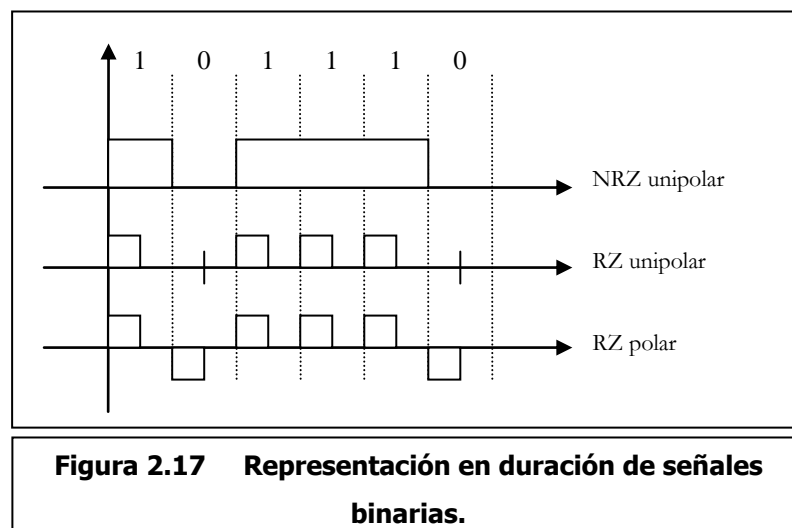 1 0 1 1 1 0
NRZ unipolar
RZ unipolar
RZ polar
Figura 2.17 Representación en duración de señales
binarias.